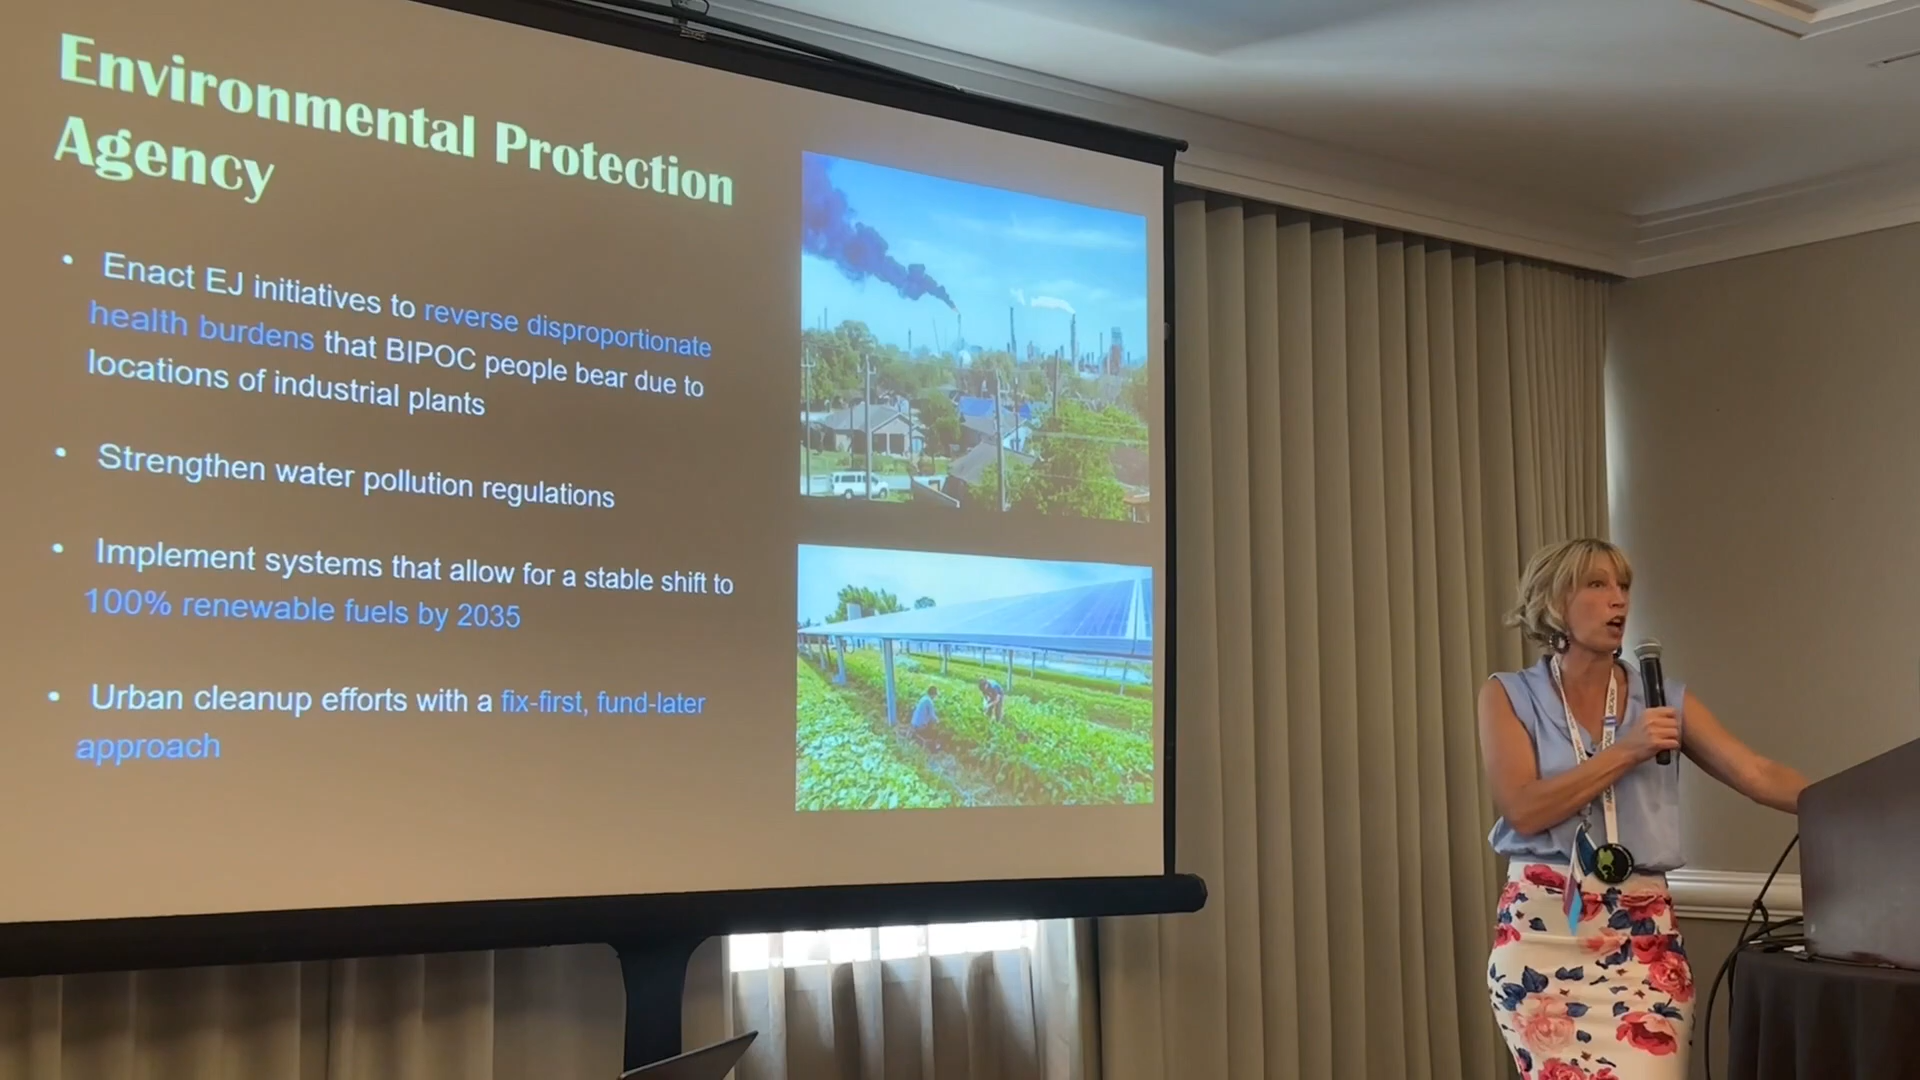 Environmental Protection
Agency
• Enact EJ initiatives to reverse disproportionate
health burdens that BIPOC people bear due to
locations of industrial plants
• Strengthen water pollution regulations
• Implement systems that allow for a stable shift to
100% renewable fuels by 2035
• Urban cleanup efforts with a fix-first, fund-later
approach